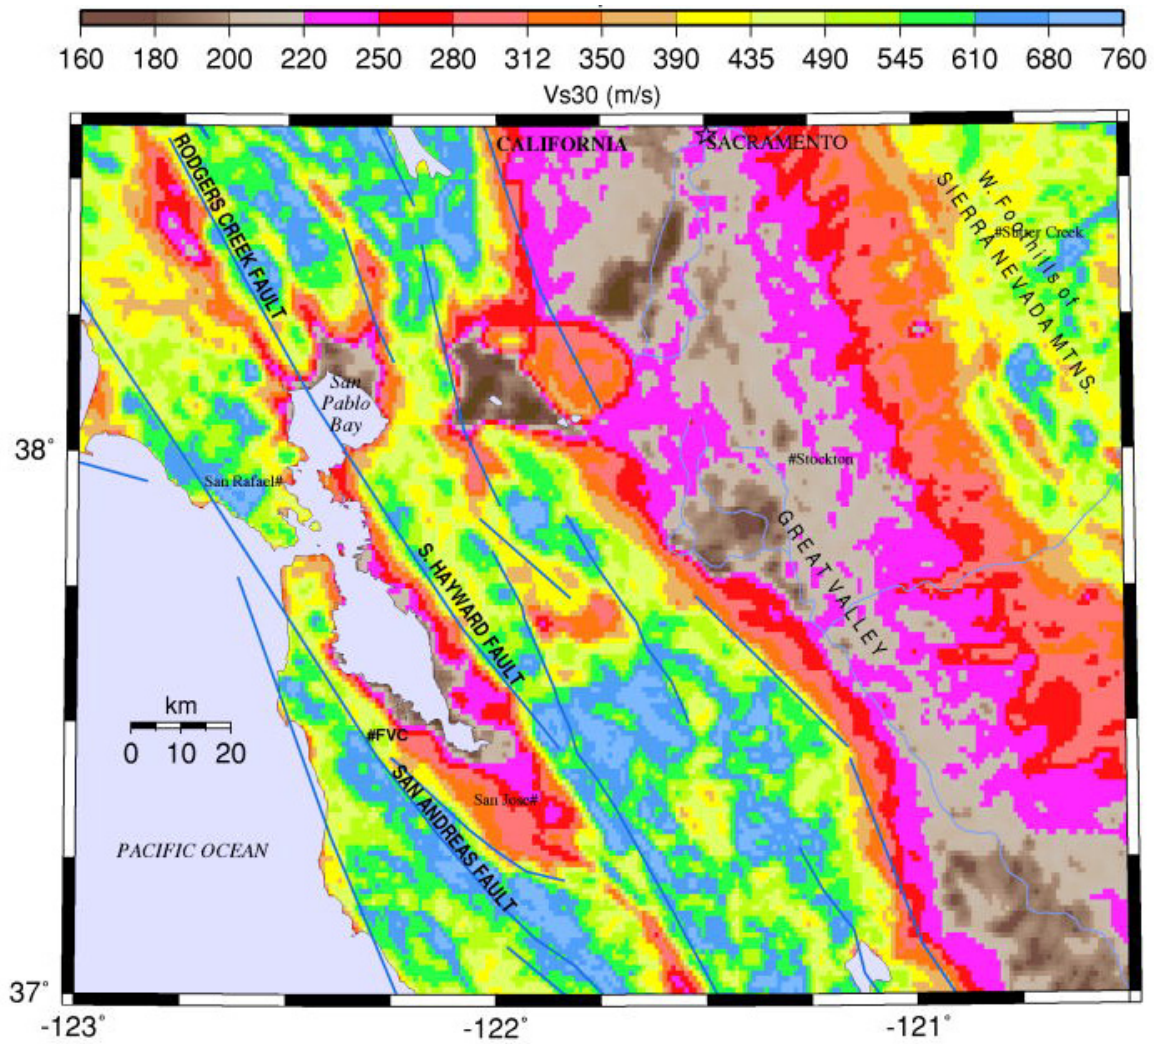 160 180 200 220 250 280 312 350 390 435 490 545 610 680 760
Vs30 (m/s)
CALIFORNIA
SACRAMENTO
RODGERS CREEK FAULT
W. Foothills of
SIERRA NEVADA MTNS.
#Sutter Creek
San
Pablo
Bay
38°
#Stockton
San Rafael#
GREAT VALLEY
S. HAYWARD FAULT
km
0 10 20
#FVC
SAN ANDREAS FAULT
San Jose#
PACIFIC OCEAN
37°
-123° -122° -121°